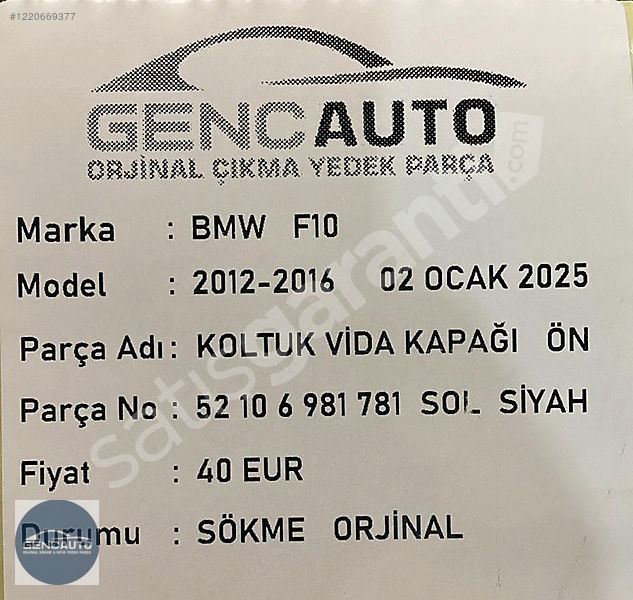 #1220669377
GENCAUTO
ORJİNAL ÇIKMA YEDEK PARÇA
Marka : BMW F10
Model : 2012-2016 02 OCAK 2025
Parça Adı : KOLTUK VİDA KAPAĞI ÖN
Parça No : 52 10 6 981 781 SOL SİYAH
Fiyat : 40 EUR
Durumu : SÖKME ORJİNAL
satışgaranti.com
GENCAUTO